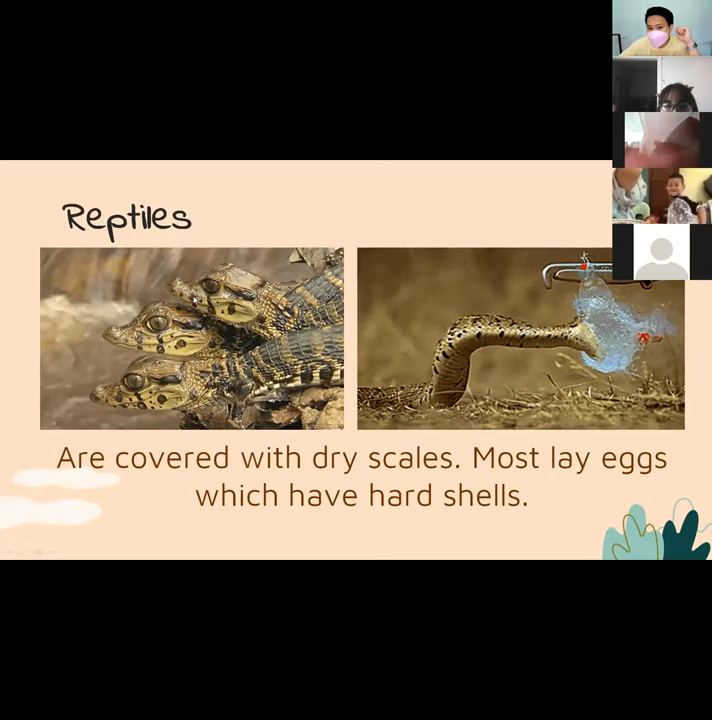 Reptiles
Are covered with dry scales. Most lay eggs
which have hard shells.